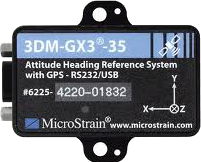 3DM-GX3®-35
Attitude Heading Reference System
with GPS - RS232/USB
#6225- 4220-01832
Y
X Z
MicroStrain® www.microstrain.com